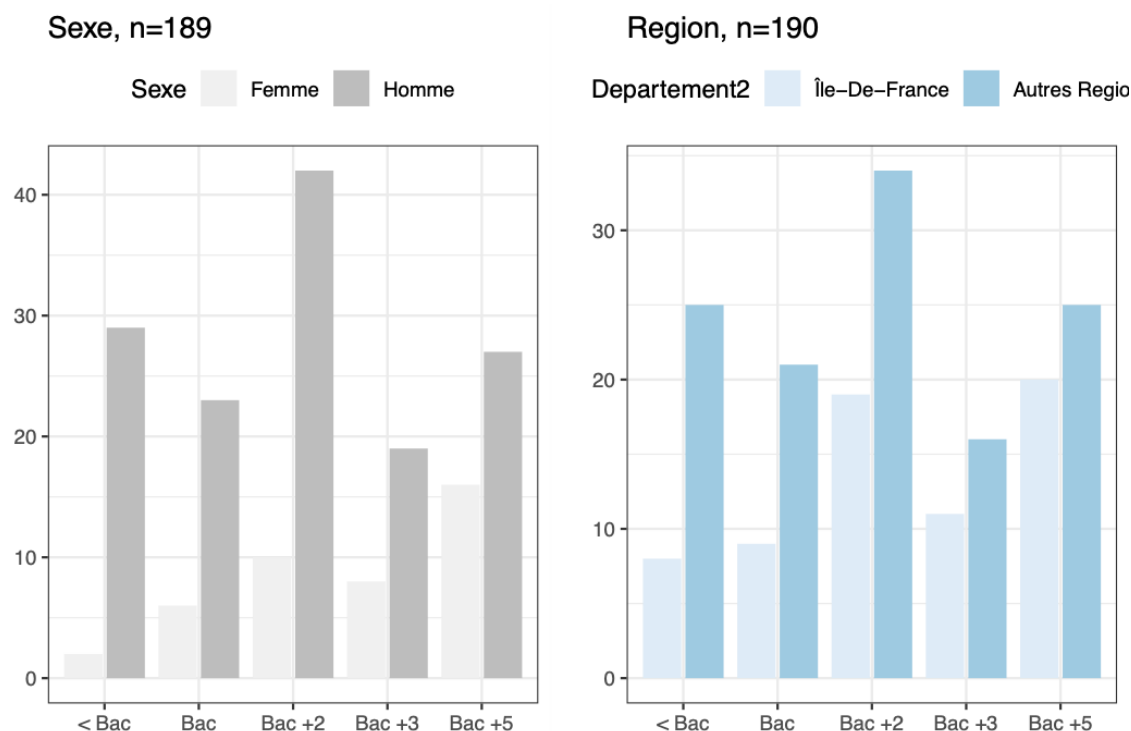 Sexe, n=189
Sexe Femme Homme
40
30
20
10
0
< Bac Bac Bac +2 Bac +3 Bac +5
Region, n=190
Departement2 Île−De−France Autres Regio
30
20
10
0
< Bac Bac Bac +2 Bac +3 Bac +5